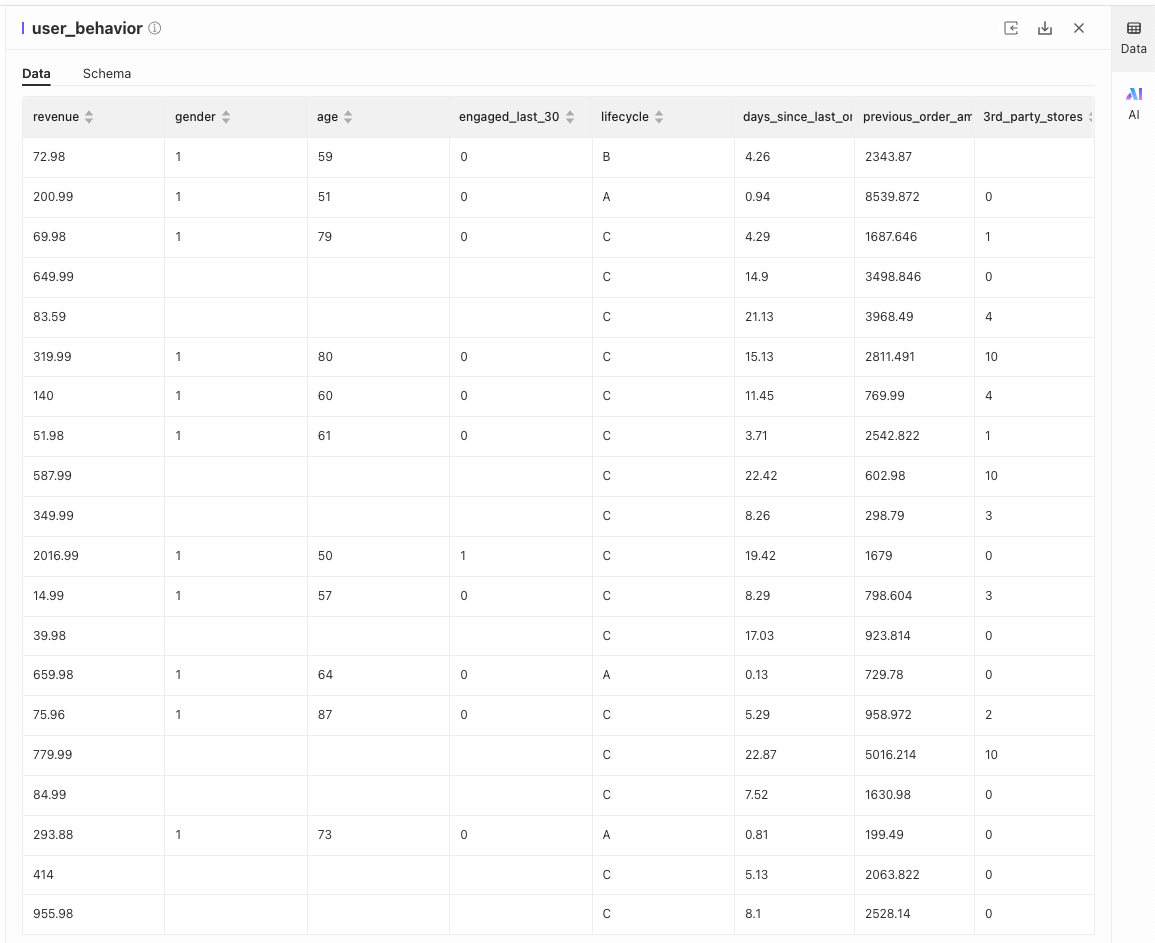 user_behavior
Data
Data Schema
AI
revenue gender age engaged_last_30 lifecycle days_since_last_or previous_order_am 3rd_party_stores
72.98 1 59 0 B 4.26 2343.87
200.99 1 51 0 A 0.94 8539.872 0
69.98 1 79 0 C 4.29 1687.646 1
649.99 C 14.9 3498.846 0
83.59 C 21.13 3968.49 4
319.99 1 80 0 C 15.13 2811.491 10
140 1 60 0 C 11.45 769.99 4
51.98 1 61 0 C 3.71 2542.822 1
587.99 C 22.42 602.98 10
349.99 C 8.26 298.79 3
2016.99 1 50 1 C 19.42 1679 0
14.99 1 57 0 C 8.29 798.604 3
39.98 C 17.03 923.814 0
659.98 1 64 0 A 0.13 729.78 0
75.96 1 87 0 C 5.29 958.972 2
779.99 C 22.87 5016.214 10
84.99 C 7.52 1630.98 0
293.88 1 73 0 A 0.81 199.49 0
414 C 5.13 2063.822 0
955.98 C 8.1 2528.14 0